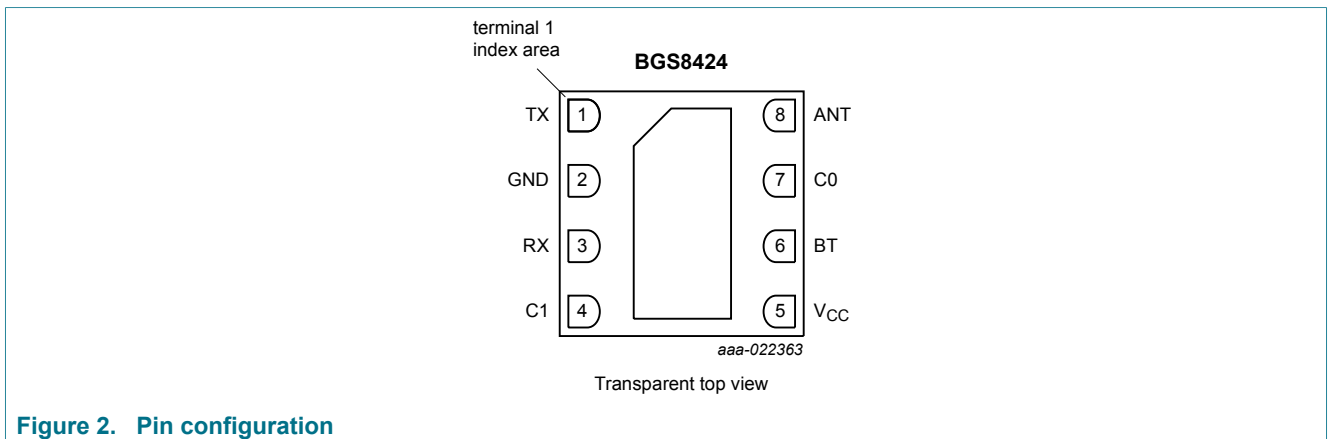 terminal 1
index area
BGS8424
TX 1 8 ANT
GND 2 7 C0
RX 3 6 BT
C1 4 5 VCC
aaa-022363
Transparent top view
Figure 2. Pin configuration